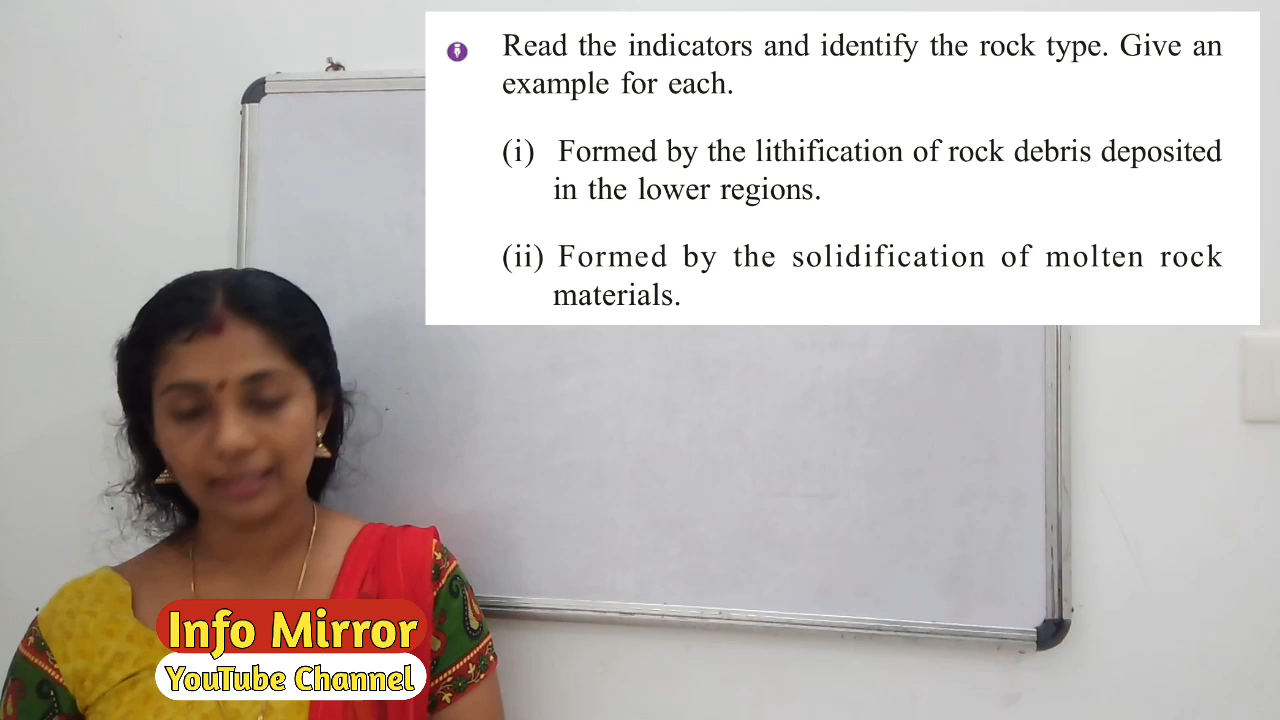 Read the indicators and identify the rock type. Give an
example for each.
(i) Formed by the lithification of rock debris deposited
in the lower regions.
(ii) Formed by the solidification of molten rock
materials.
Info Mirror
YouTube Channel